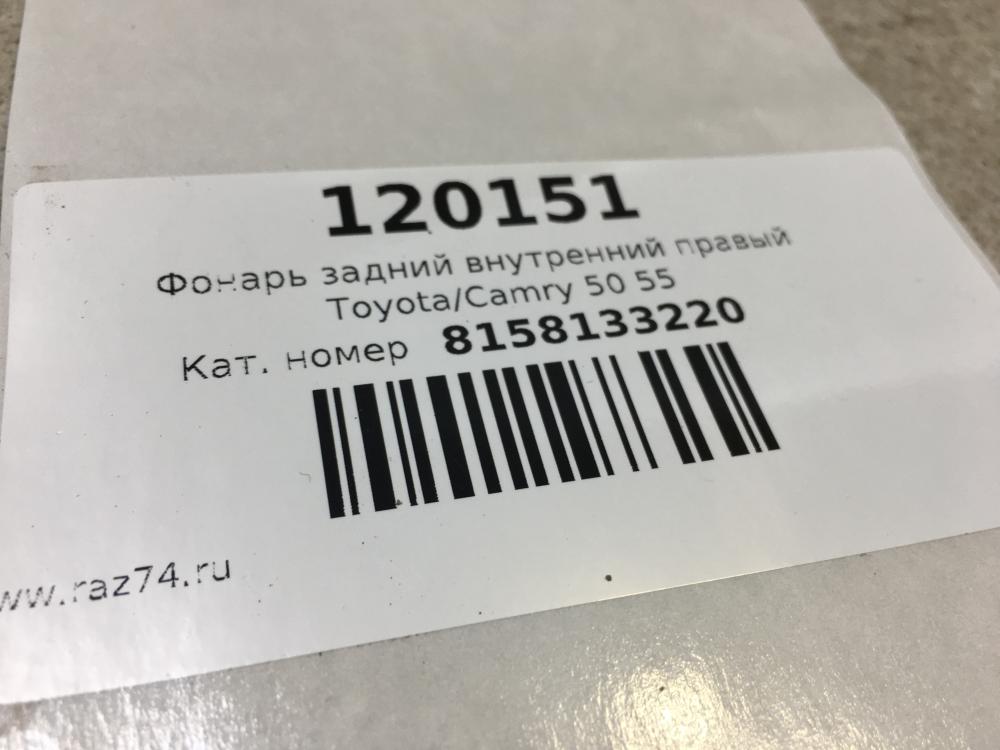 120151
Фонарь задний внутренний правый
Toyota/Camry 50 55
Кат. номер 8158133220
www.raz74.ru